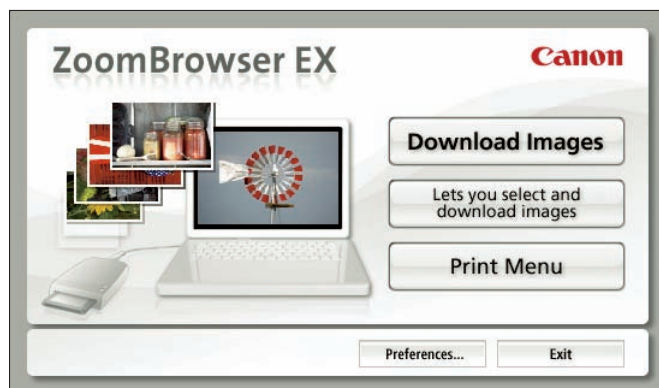 ZoomBrowser EX
Canon
Download Images
Lets you select and
download images
Print Menu
Preferences...
Exit